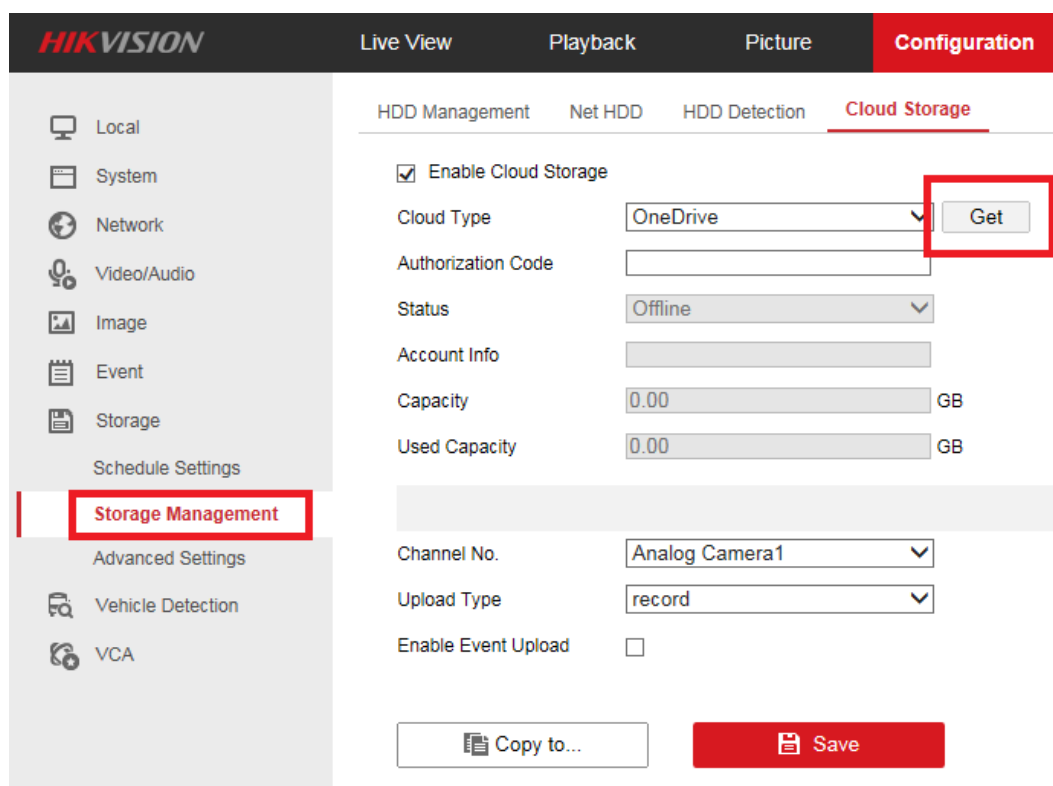 HIKVISION
Live View Playback Picture Configuration
Local
System
Network
Video/Audio
Image
Event
Storage
Schedule Settings
Storage Management
Advanced Settings
Vehicle Detection
VCA
HDD Management Net HDD HDD Detection Cloud Storage
Enable Cloud Storage
Cloud Type OneDrive Get
Authorization Code
Status Offline
Account Info
Capacity 0.00 GB
Used Capacity 0.00 GB
Channel No. Analog Camera1
Upload Type record
Enable Event Upload
Copy to... Save